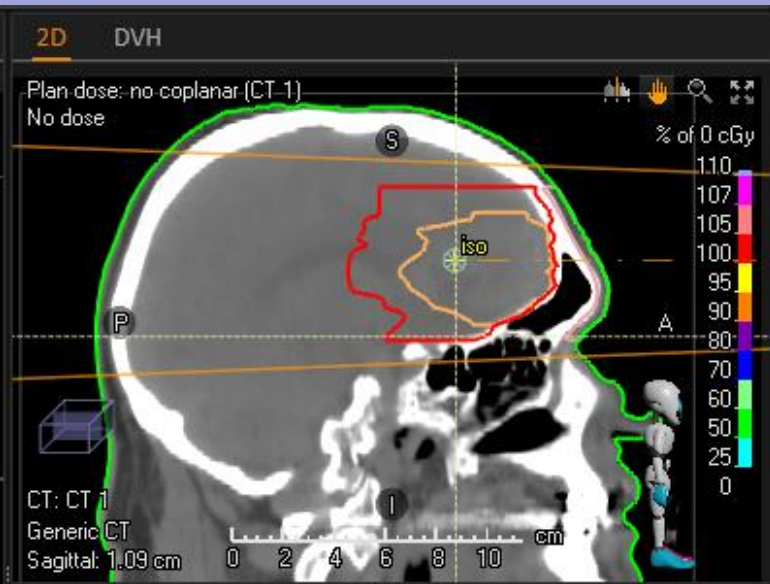 2D DVH
Plan dose: no coplanar (CT 1)
No dose
% of 0 cGy
110
107
105
100
95
90
80
70
60
50
25
0
S
iso
P
A
I
CT: CT 1
Generic CT
Sagittal: 1.09 cm
0 2 4 6 8 10 cm